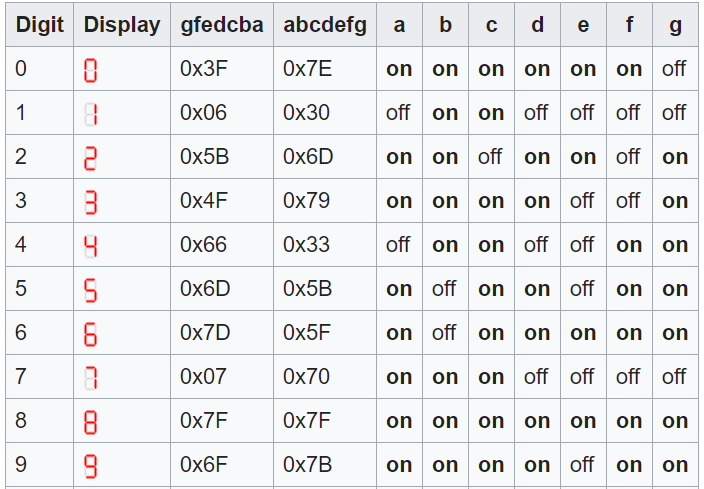 Digit Display gfedcba abcdefg a b c d e f g
0 0 0x3F 0x7E on on on on on on off
1 1 0x06 0x30 off on on off off off off
2 2 0x5B 0x6D on on off on on off on
3 3 0x4F 0x79 on on on on off off on
4 4 0x66 0x33 off on on off off on on
5 5 0x6D 0x5B on off on on off on on
6 6 0x7D 0x5F on off on on on on on
7 7 0x07 0x70 on on on off off off off
8 8 0x7F 0x7F on on on on on on on
9 9 0x6F 0x7B on on on on off on on